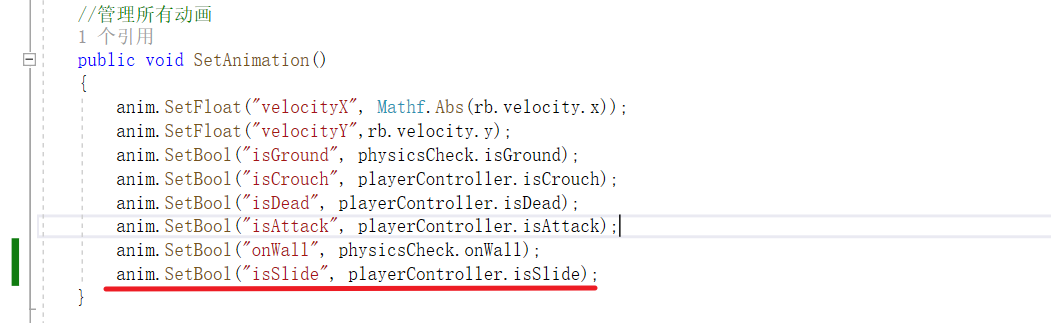 //管理所有动画
1 个引用
public void SetAnimation()
{
anim.SetFloat("velocityX", Mathf.Abs(rb.velocity.x));
anim.SetFloat("velocityY",rb.velocity.y);
anim.SetBool("isGround", physicsCheck.isGround);
anim.SetBool("isCrouch", playerController.isCrouch);
anim.SetBool("isDead", playerController.isDead);
anim.SetBool("isAttack", playerController.isAttack);
anim.SetBool("onWall", physicsCheck.onWall);
anim.SetBool("isSlide", playerController.isSlide);
}